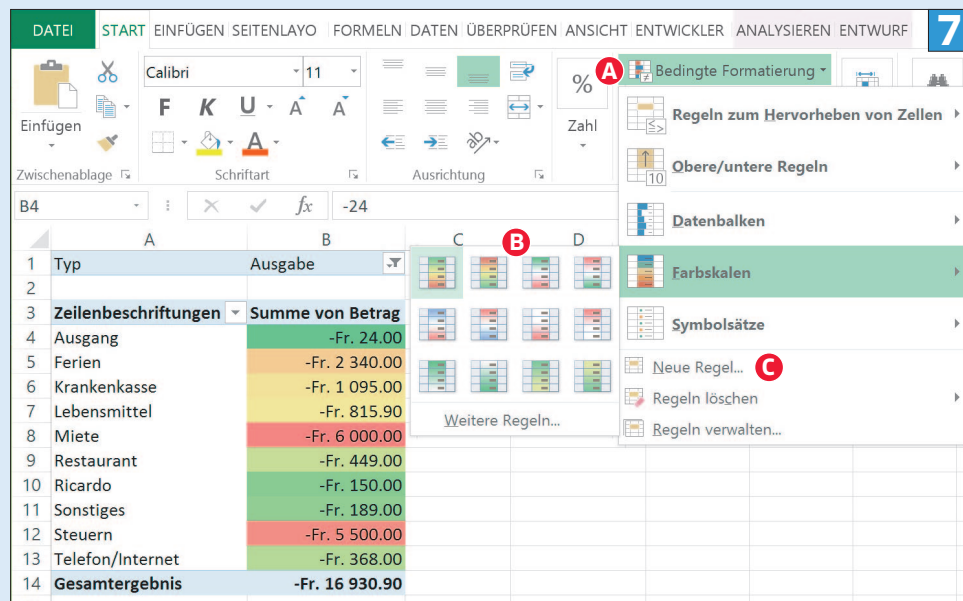 DATEI START EINFÜGEN SEITENLAYO FORMELN DATEN ÜBERPRÜFEN ANSICHT ENTWICKLER ANALYSIEREN ENTWURF 7
Calibri 11 % A Bedingte Formatierung
Einfügen F K U A A Zahl
A
Zwischenablage Schriftart Ausrichtung
Regeln zum Hervorheben von Zellen
10 Obere/untere Regeln
Datenbalken
Farbskalen
Symbolsätze
Neue Regel... C
Regeln löschen
Regeln verwalten...
B4 fx -24
A B C D
B
Weitere Regeln...
1 Typ Ausgabe
2
3 Zeilenbeschriftungen Summe von Betrag
4 Ausgang -Fr. 24.00
5 Ferien -Fr. 2 340.00
6 Krankenkasse -Fr. 1 095.00
7 Lebensmittel -Fr. 815.90
8 Miete -Fr. 6 000.00
9 Restaurant -Fr. 449.00
10 Ricardo -Fr. 150.00
11 Sonstiges -Fr. 189.00
12 Steuern -Fr. 5 500.00
13 Telefon/Internet -Fr. 368.00
14 Gesamtergebnis -Fr. 16 930.90